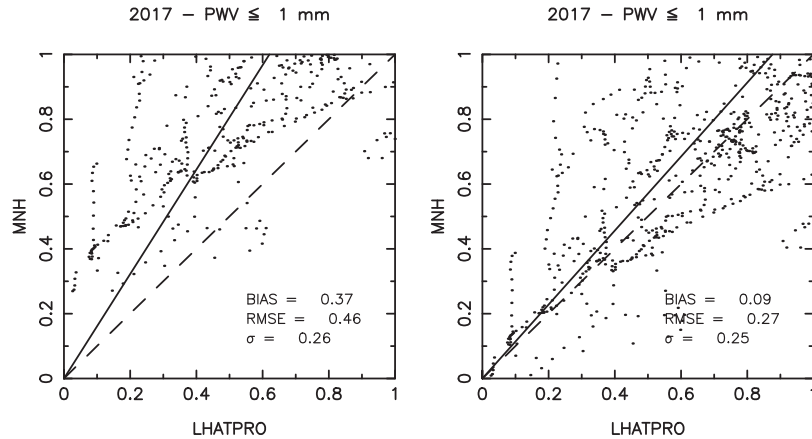 2017 – PWV ≦ 1 mm
MNH
1
0.8
0.6
0.4
0.2
0
BIAS = 0.37
RMSE = 0.46
σ = 0.26
0 0.2 0.4 0.6 0.8 1
LHATPRO
2017 – PWV ≦ 1 mm
MNH
1
0.8
0.6
0.4
0.2
0
BIAS = 0.09
RMSE = 0.27
σ = 0.25
0 0.2 0.4 0.6 0.8 1
LHATPRO